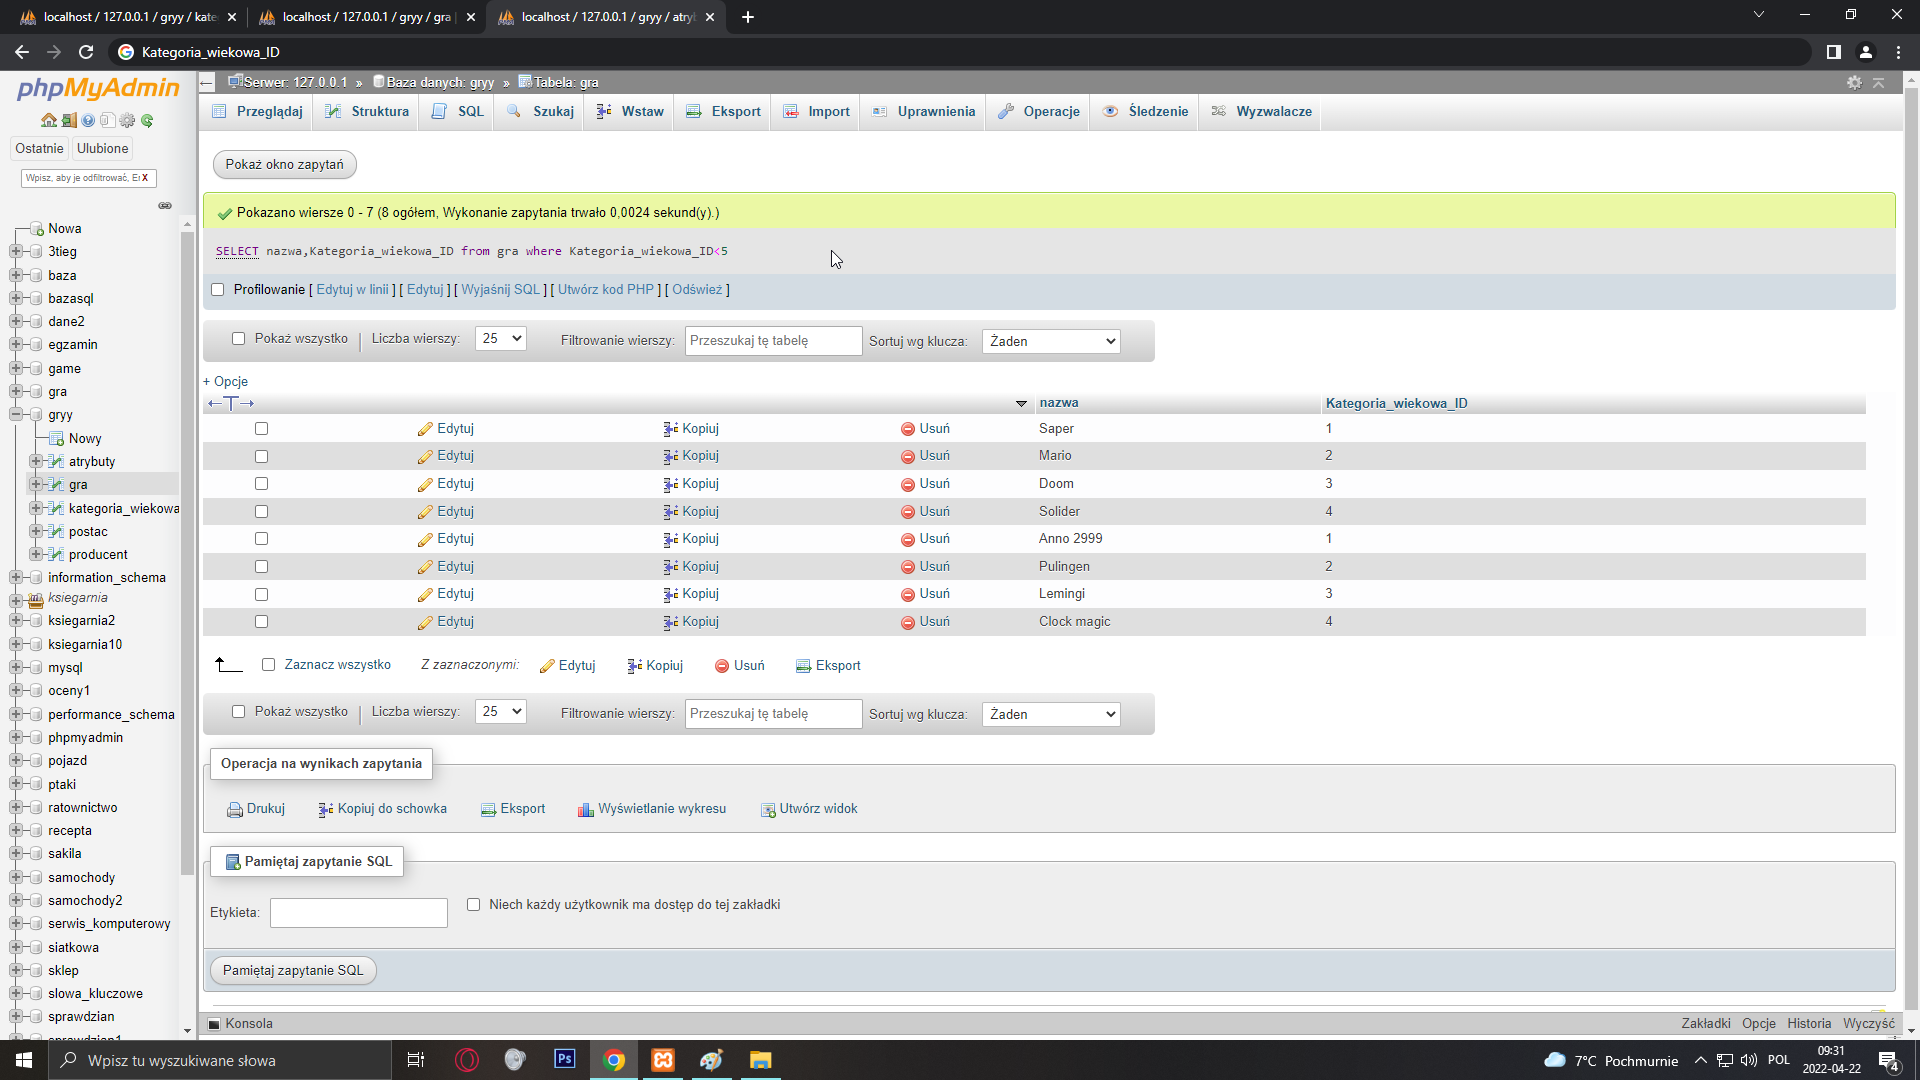 localhost / 127.0.0.1 / gryy / kate
localhost / 127.0.0.1 / gryy / gra |
localhost / 127.0.0.1 / gryy / atryb
Kategoria_wiekowa_ID
phpMyAdmin
Ostatnie Ulubione
Wpisz, aby je odfiltrować, En X
Nowa
3tieg
baza
bazasql
dane2
egzamin
game
gra
gryy
Nowy
atrybuty
gra
kategoria_wiekowa
postac
producent
information_schema
ksiegarnia
ksiegarnia2
ksiegarnia10
mysql
oceny1
performance_schema
phpmyadmin
pojazd
ptaki
ratownictwo
recepta
sakila
samochody
samochody2
serwis_komputerowy
siatkowa
sklep
slowa_kluczowe
sprawdzian
sprawdzian1
Serwer: 127.0.0.1 » Baza danych: gryy » Tabela: gra
Przeglądaj Struktura SQL Szukaj Wstaw Eksport Import Uprawnienia Operacje Śledzenie Wyzwalacze
Pokaż okno zapytań
Pokazano wiersze 0 - 7 (8 ogółem, Wykonanie zapytania trwało 0,0024 sekund(y).)
SELECT nazwa,Kategoria_wiekowa_ID from gra where Kategoria_wiekowa_ID<5
Profilowanie [ Edytuj w linii ] [ Edytuj ] [ Wyjaśnij SQL ] [ Utwórz kod PHP ] [ Odśwież ]
Pokaż wszystko | Liczba wierszy: 25 Filtrowanie wierszy: Przeszukaj tę tabelę Sortuj wg klucza: Żaden
+ Opcje
←T→ nazwa Kategoria_wiekowa_ID
Edytuj Kopiuj Usuń Saper 1
Edytuj Kopiuj Usuń Mario 2
Edytuj Kopiuj Usuń Doom 3
Edytuj Kopiuj Usuń Solider 4
Edytuj Kopiuj Usuń Anno 2999 1
Edytuj Kopiuj Usuń Pulingen 2
Edytuj Kopiuj Usuń Lemingi 3
Edytuj Kopiuj Usuń Clock magic 4
Zaznacz wszystko Z zaznaczonymi: Edytuj Kopiuj Usuń Eksport
Pokaż wszystko | Liczba wierszy: 25 Filtrowanie wierszy: Przeszukaj tę tabelę Sortuj wg klucza: Żaden
Operacja na wynikach zapytania
Drukuj Kopiuj do schowka Eksport Wyświetlanie wykresu Utwórz widok
Pamiętaj zapytanie SQL
Etykieta: Niech każdy użytkownik ma dostęp do tej zakładki
Pamiętaj zapytanie SQL
Konsola Zakładki Opcje Historia Wyczyść
Wpisz tu wyszukiwane słowa
Ps
7°C Pochmurnie
POL
09:31
2022-04-22
4